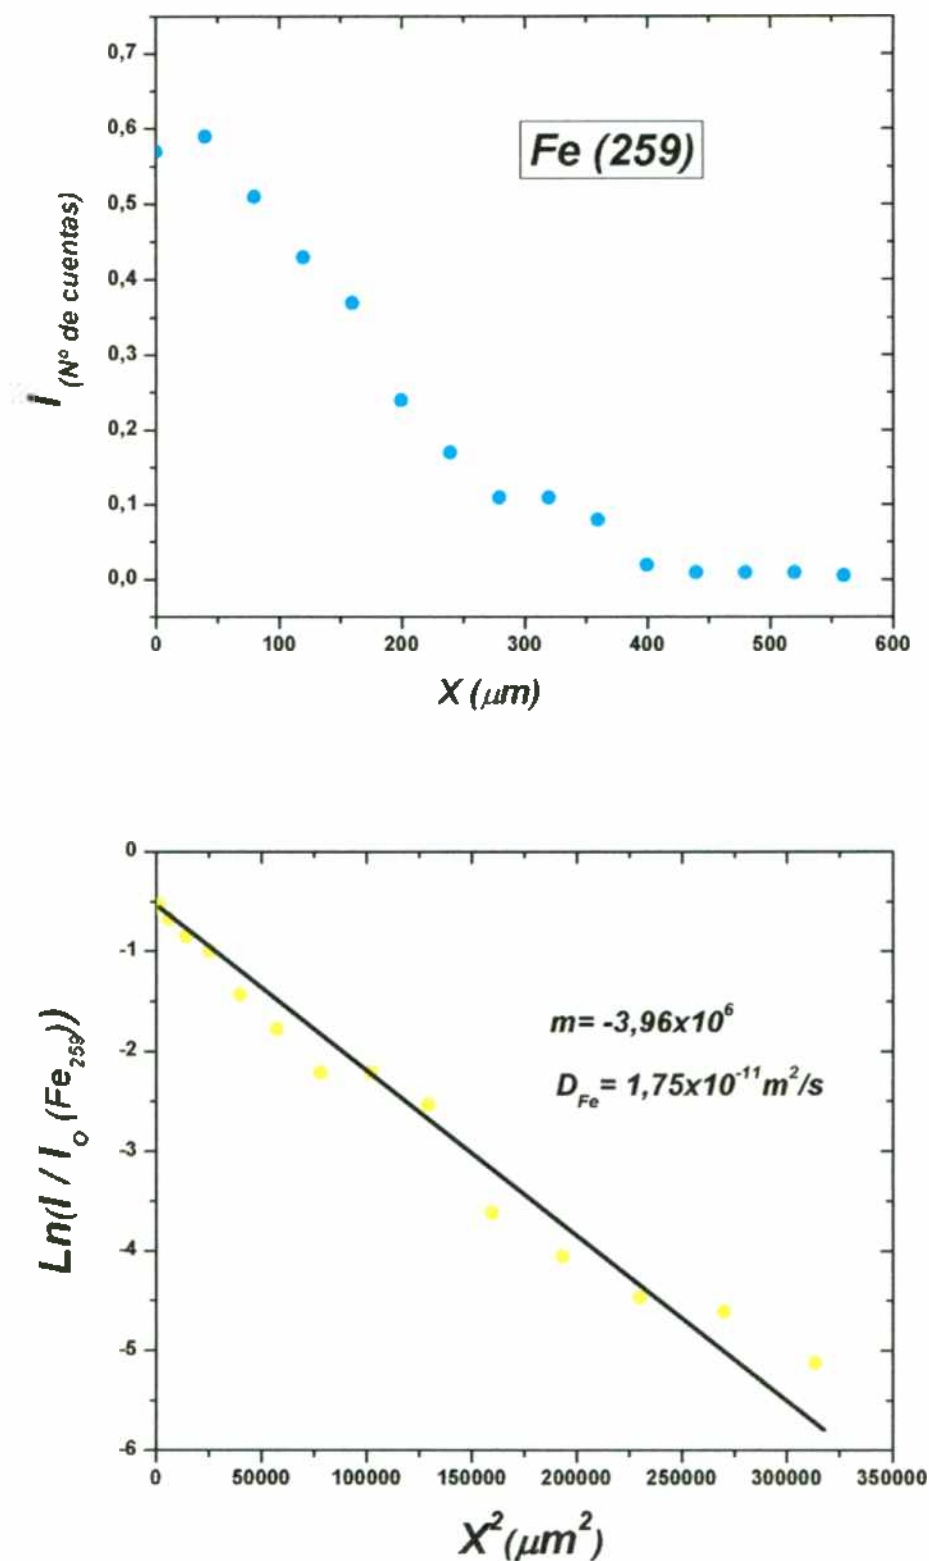 0,7
0,6
0,5
0,4
0,3
0,2
0,1
0,0
I (Nº de cuentas)
Fe (259)
0 100 200 300 400 500 600
X (μm)
0
-1
-2
-3
-4
-5
-6
Ln(I / I₀ (Fe₂₅₉))
m= -3,96x10⁶
D_Fe= 1,75x10⁻¹¹m²/s
0 50000 100000 150000 200000 250000 300000 350000
X²(μm²)